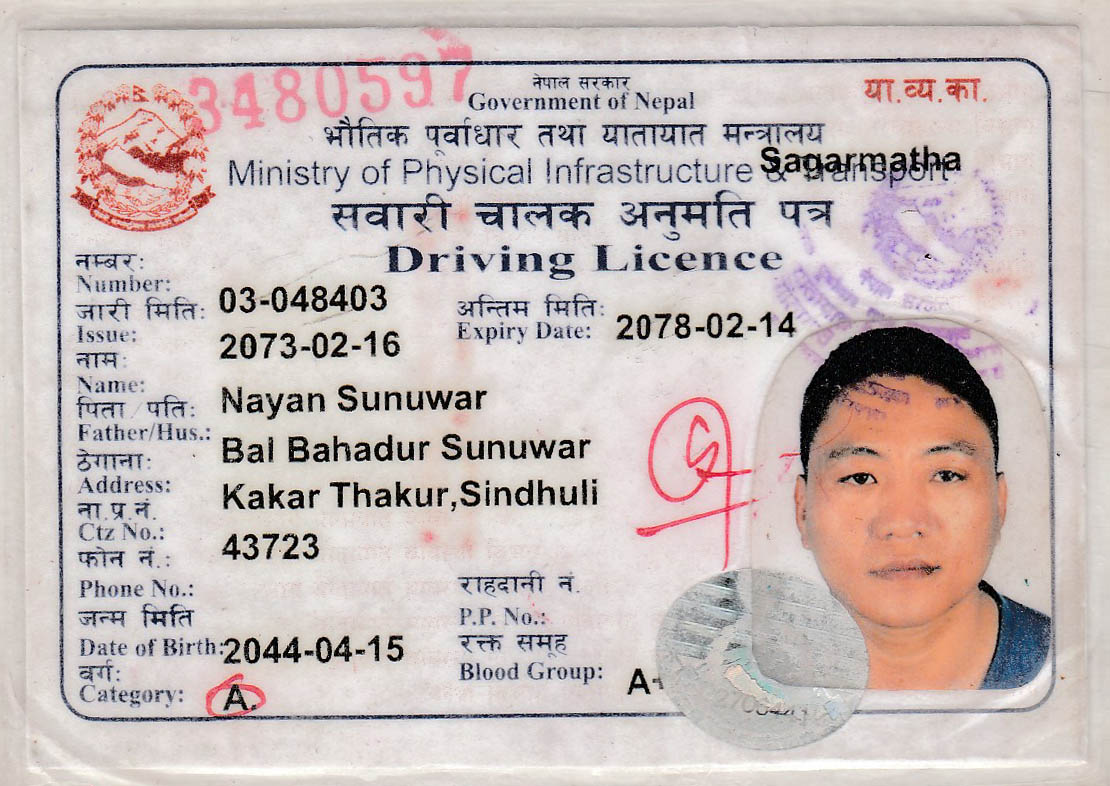 3480597
नेपाल सरकार
Government of Nepal
या.व्य.का.
भौतिक पूर्वाधार तथा यातायात मन्त्रालय
Sagarmatha
Ministry of Physical Infrastructure & Transport
सवारी चालक अनुमति पत्र
Driving Licence
नम्बर:
Number: 03-048403
जारी मिति:
Issue: 2073-02-16
अन्तिम मिति:
Expiry Date: 2078-02-14
नाम:
Name: Nayan Sunuwar
पिता/पति:
Father/Hus.: Bal Bahadur Sunuwar
ठेगाना:
Address: Kakar Thakur,Sindhuli
ना.प्र.नं.
Ctz No.: 43723
फोन नं.:
Phone No.:
राहदानी नं.
P.P. No.:
जन्म मिति
Date of Birth: 2044-04-15
रक्त समूह
Blood Group: A+
वर्ग:
Category: A.